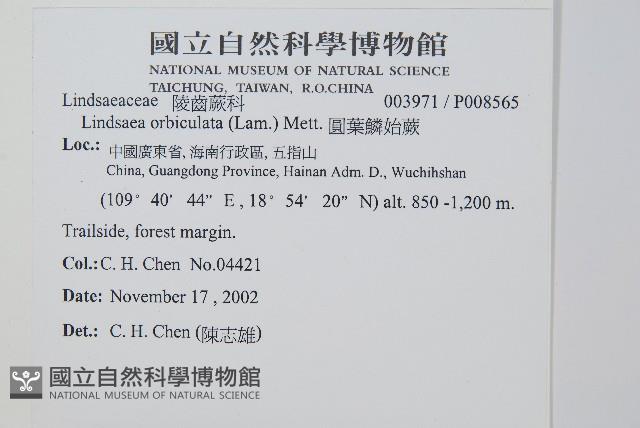 國立自然科學博物館
NATIONAL MUSEUM OF NATURAL SCIENCE
TAICHUNG, TAIWAN, R.O.CHINA
Lindsaeaceae 陵齒蕨科 003971 / P008565
Lindsaea orbiculata (Lam.) Mett. 圓葉鱗始蕨
Loc.: 中國廣東省, 海南行政區, 五指山
China, Guangdong Province, Hainan Adm. D., Wuchihshan
(109° 40′ 44″ E , 18° 54′ 20″ N) alt. 850 -1,200 m.
Trailside, forest margin.
Col.: C. H. Chen No.04421
Date: November 17 , 2002
Det.: C. H. Chen (陳志雄)
國立自然科學博物館
NATIONAL MUSEUM OF NATURAL SCIENCE